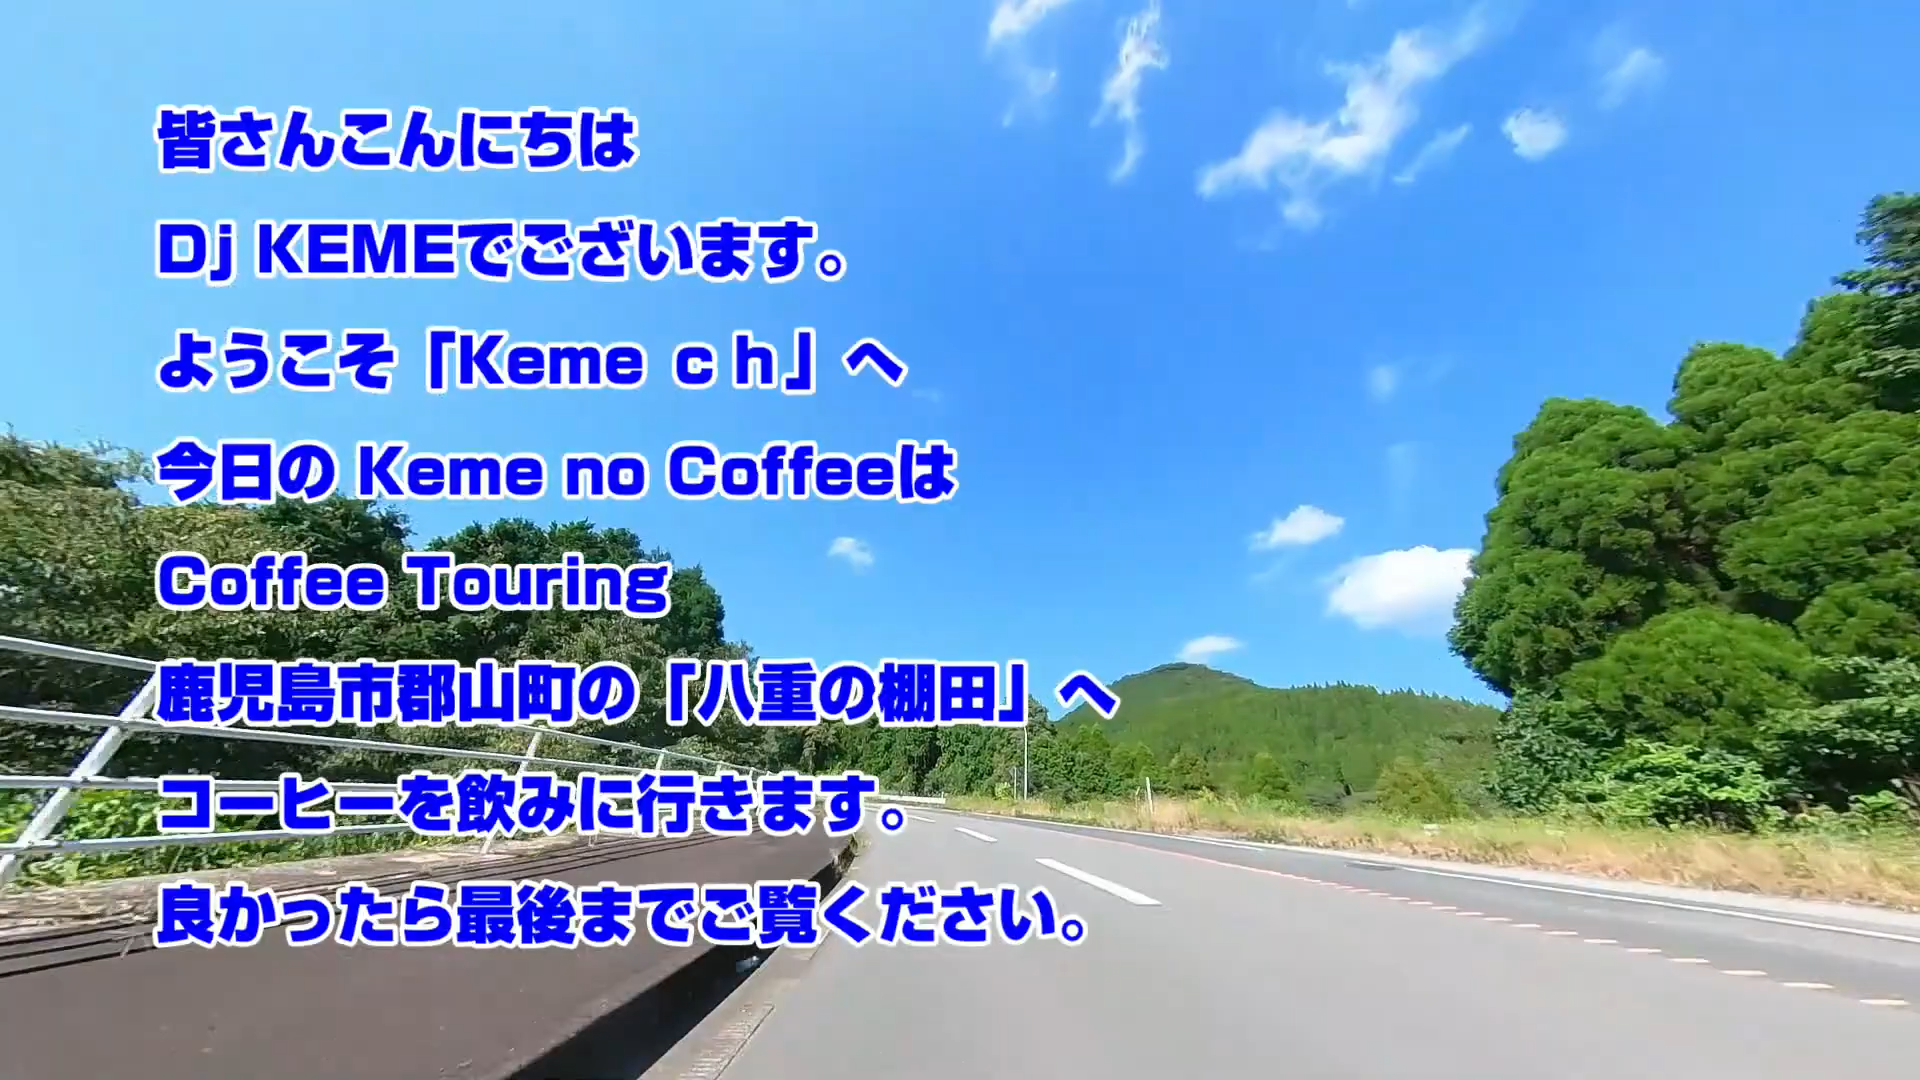 皆さんこんにちは
Dj KEMEでございます。
ようこそ「Keme ｃｈ」へ
今日の Keme no Coffeeは
Coffee Touring
鹿児島市郡山町の「八重の棚田」へ
コーヒーを飲みに行きます。
良かったら最後までご覧ください。